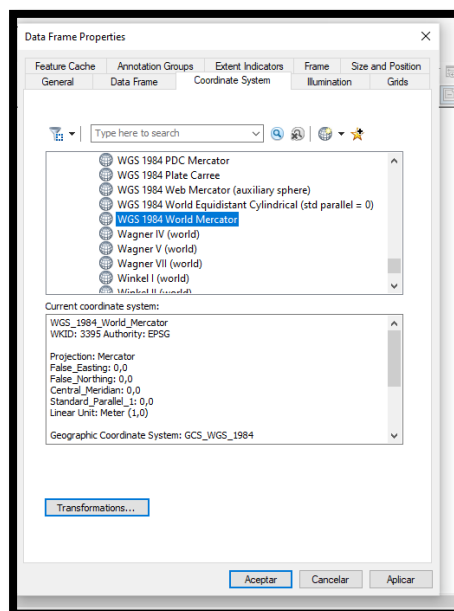 Data Frame Properties
Feature Cache Annotation Groups Extent Indicators Frame Size and Position
General Data Frame Coordinate System Illumination Grids
Type here to search
WGS 1984 PDC Mercator
WGS 1984 Plate Carree
WGS 1984 Web Mercator (auxiliary sphere)
WGS 1984 World Equidistant Cylindrical (std parallel = 0)
WGS 1984 World Mercator
Wagner IV (world)
Wagner V (world)
Wagner VII (world)
Winkel I (world)
Winkel II (world)
Current coordinate system:
WGS_1984_World_Mercator
WKID: 3395 Authority: EPSG
Projection: Mercator
False_Easting: 0,0
False_Northing: 0,0
Central_Meridian: 0,0
Standard_Parallel_1: 0,0
Linear Unit: Meter (1,0)
Geographic Coordinate System: GCS_WGS_1984
Transformations...
Aceptar Cancelar Aplicar